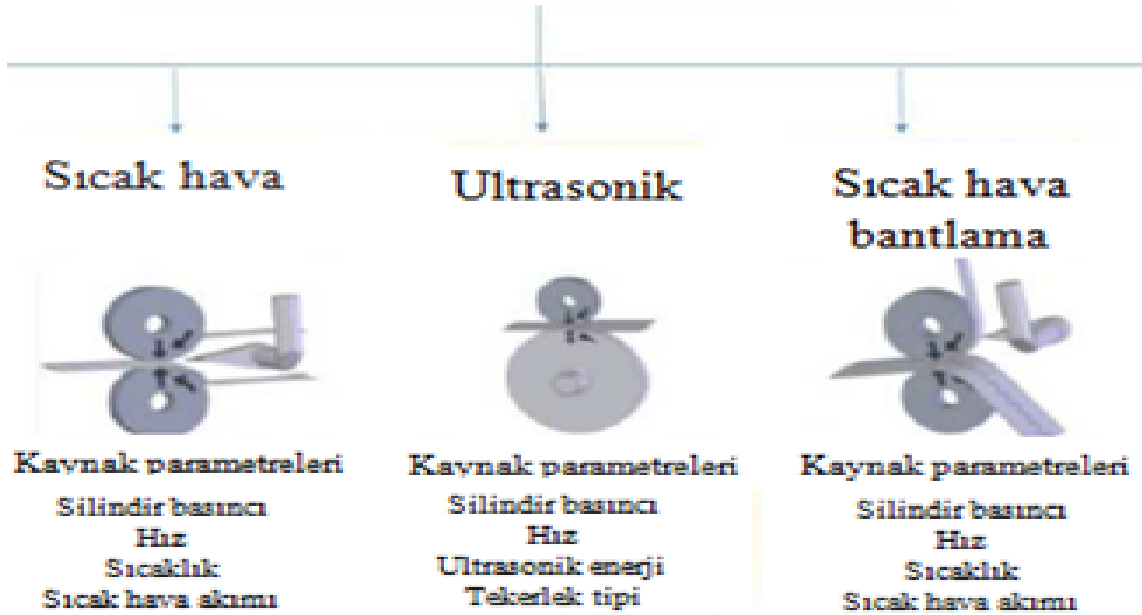 Sıcak hava
Kaynak parametreleri
Silindir basıncı
Hız
Sıcaklık
Sıcak hava akımı
Ultrasonik
Kaynak parametreleri
Silindir basıncı
Hız
Ultrasonik enerji
Tekerlek tipi
Sıcak hava
bantlama
Kaynak parametreleri
Silindir basıncı
Hız
Sıcaklık
Sıcak hava akımı